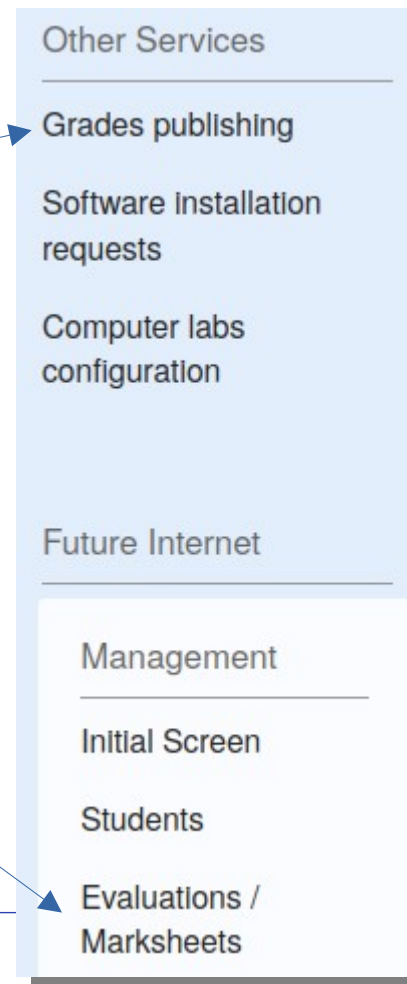 Other Services
Grades publishing
Software installation
requests
Computer labs
configuration
Future Internet
Management
Initial Screen
Students
Evaluations /
Marksheets